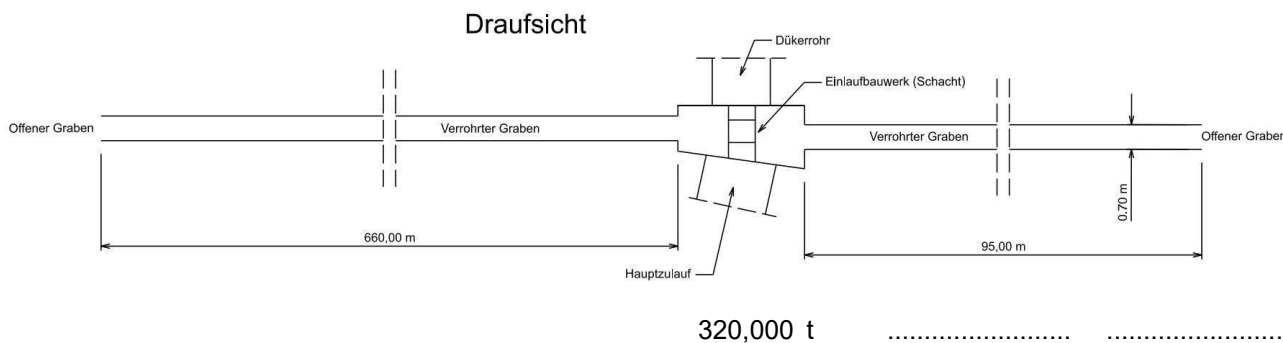 Draufsicht
Dükerrohr
Einlaufbauwerk (Schacht)
Offener Graben
Verrohrter Graben
Verrohrter Graben
Offener Graben
0.70 m
660,00 m
95,00 m
Hauptzulauf
320,000 t ........................ ........................